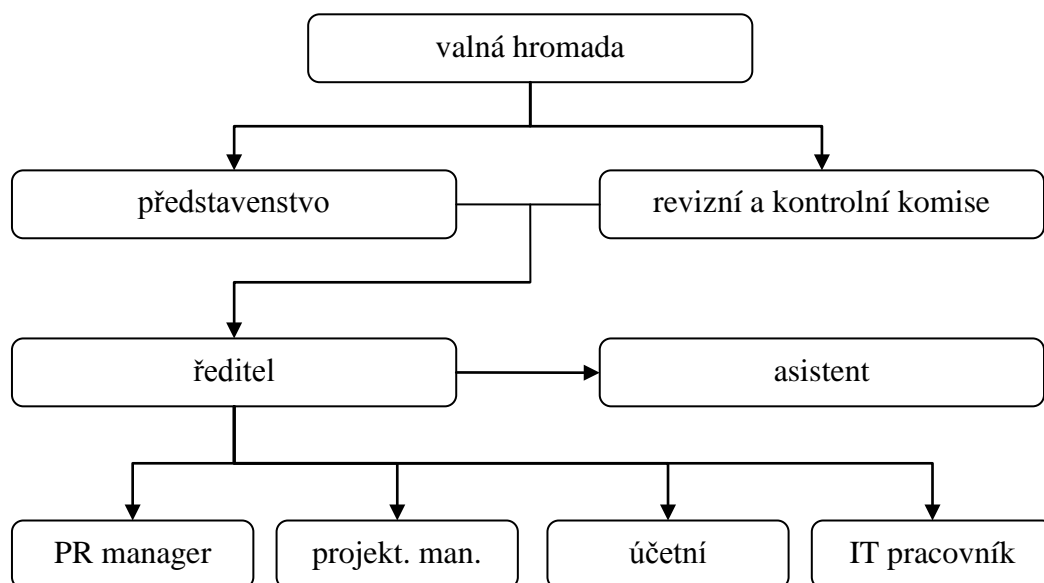 valná hromada
představenstvo
revizní a kontrolní komise
ředitel
asistent
PR manager
projekt. man.
účetní
IT pracovník